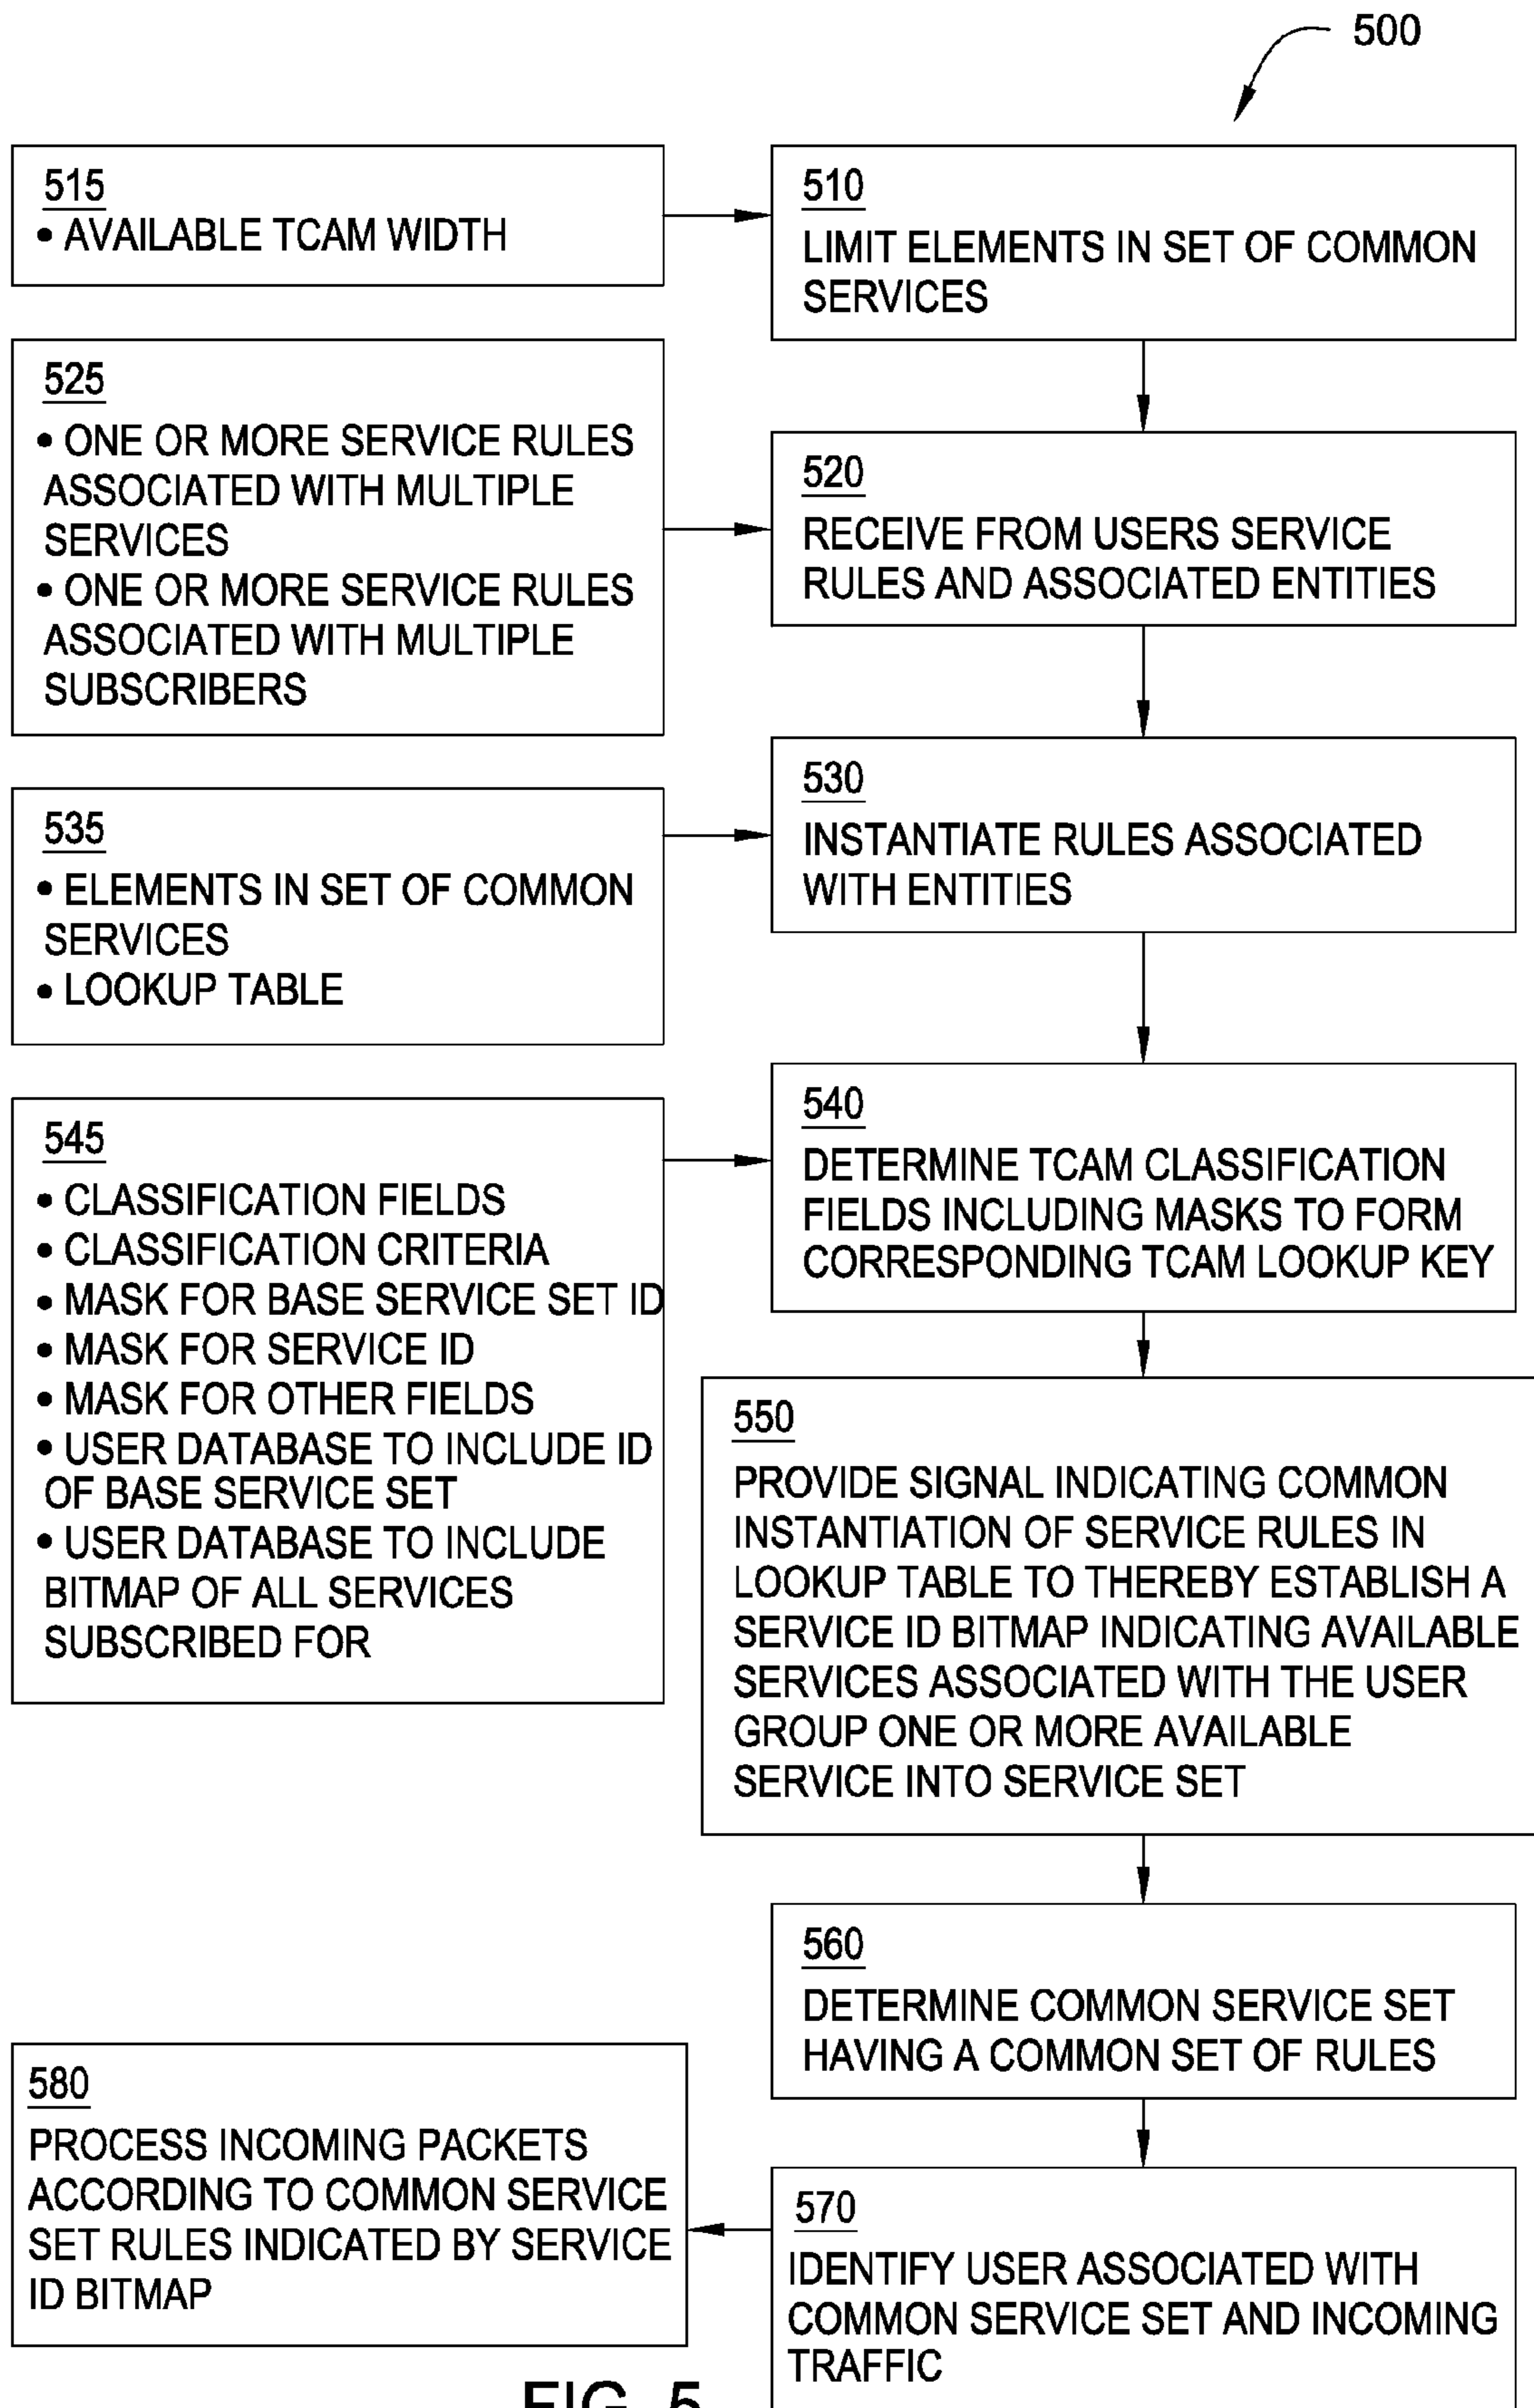 500
515
• AVAILABLE TCAM WIDTH
510
LIMIT ELEMENTS IN SET OF COMMON
SERVICES
525
• ONE OR MORE SERVICE RULES
ASSOCIATED WITH MULTIPLE
SERVICES
• ONE OR MORE SERVICE RULES
ASSOCIATED WITH MULTIPLE
SUBSCRIBERS
520
RECEIVE FROM USERS SERVICE
RULES AND ASSOCIATED ENTITIES
535
• ELEMENTS IN SET OF COMMON
SERVICES
• LOOKUP TABLE
530
INSTANTIATE RULES ASSOCIATED
WITH ENTITIES
545
• CLASSIFICATION FIELDS
• CLASSIFICATION CRITERIA
• MASK FOR BASE SERVICE SET ID
• MASK FOR SERVICE ID
• MASK FOR OTHER FIELDS
• USER DATABASE TO INCLUDE ID
OF BASE SERVICE SET
• USER DATABASE TO INCLUDE
BITMAP OF ALL SERVICES
SUBSCRIBED FOR
540
DETERMINE TCAM CLASSIFICATION
FIELDS INCLUDING MASKS TO FORM
CORRESPONDING TCAM LOOKUP KEY
550
PROVIDE SIGNAL INDICATING COMMON
INSTANTIATION OF SERVICE RULES IN
LOOKUP TABLE TO THEREBY ESTABLISH A
SERVICE ID BITMAP INDICATING AVAILABLE
SERVICES ASSOCIATED WITH THE USER
GROUP ONE OR MORE AVAILABLE
SERVICE INTO SERVICE SET
560
DETERMINE COMMON SERVICE SET
HAVING A COMMON SET OF RULES
570
IDENTIFY USER ASSOCIATED WITH
COMMON SERVICE SET AND INCOMING
TRAFFIC
580
PROCESS INCOMING PACKETS
ACCORDING TO COMMON SERVICE
SET RULES INDICATED BY SERVICE
ID BITMAP
FIG. 5